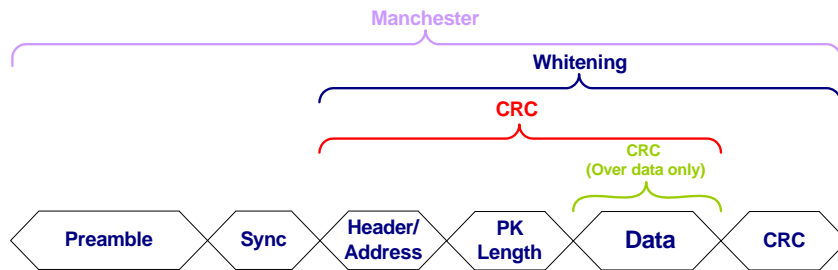 Manchester
Whitening
CRC
CRC
(Over data only)
Preamble
Sync
Header/
Address
PK
Length
Data
CRC